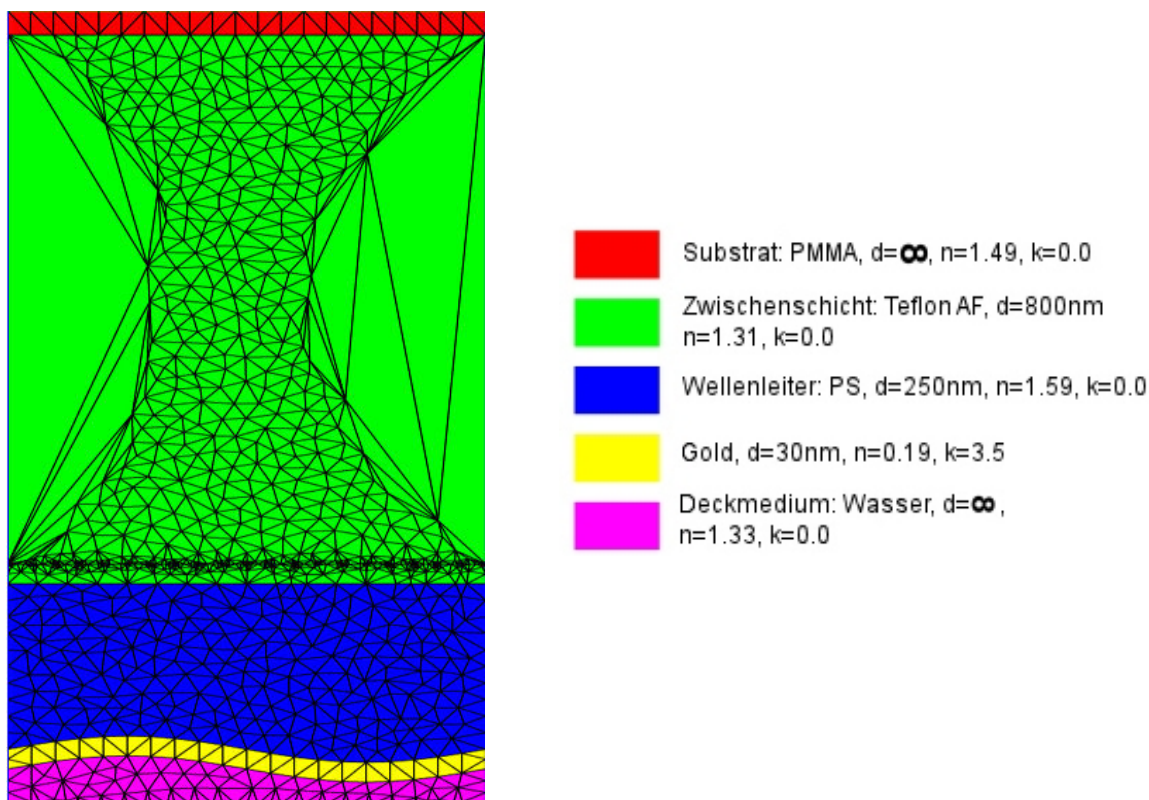 Substrat: PMMA, d=∞, n=1.49, k=0.0
Zwischenschicht: Teflon AF, d=800nm
n=1.31, k=0.0
Wellenleiter: PS, d=250nm, n=1.59, k=0.0
Gold, d=30nm, n=0.19, k=3.5
Deckmedium: Wasser, d=∞,
n=1.33, k=0.0